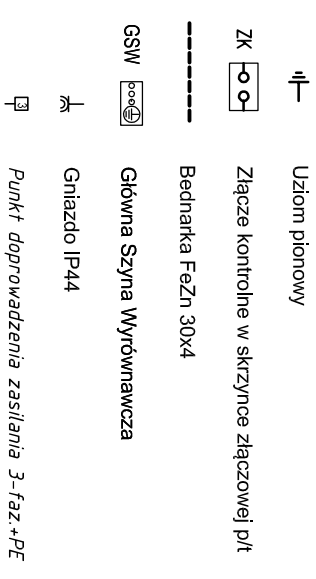 Uziom pionowy
ZK Złącze kontrolne w skrzynce złączowej p/t
Bednarka FeZn 30x4
GSW Główna Szyna Wyrównawcza
Gniazdo IP44
3 Punkt doprowadzenia zasilania 3-faz.+PE